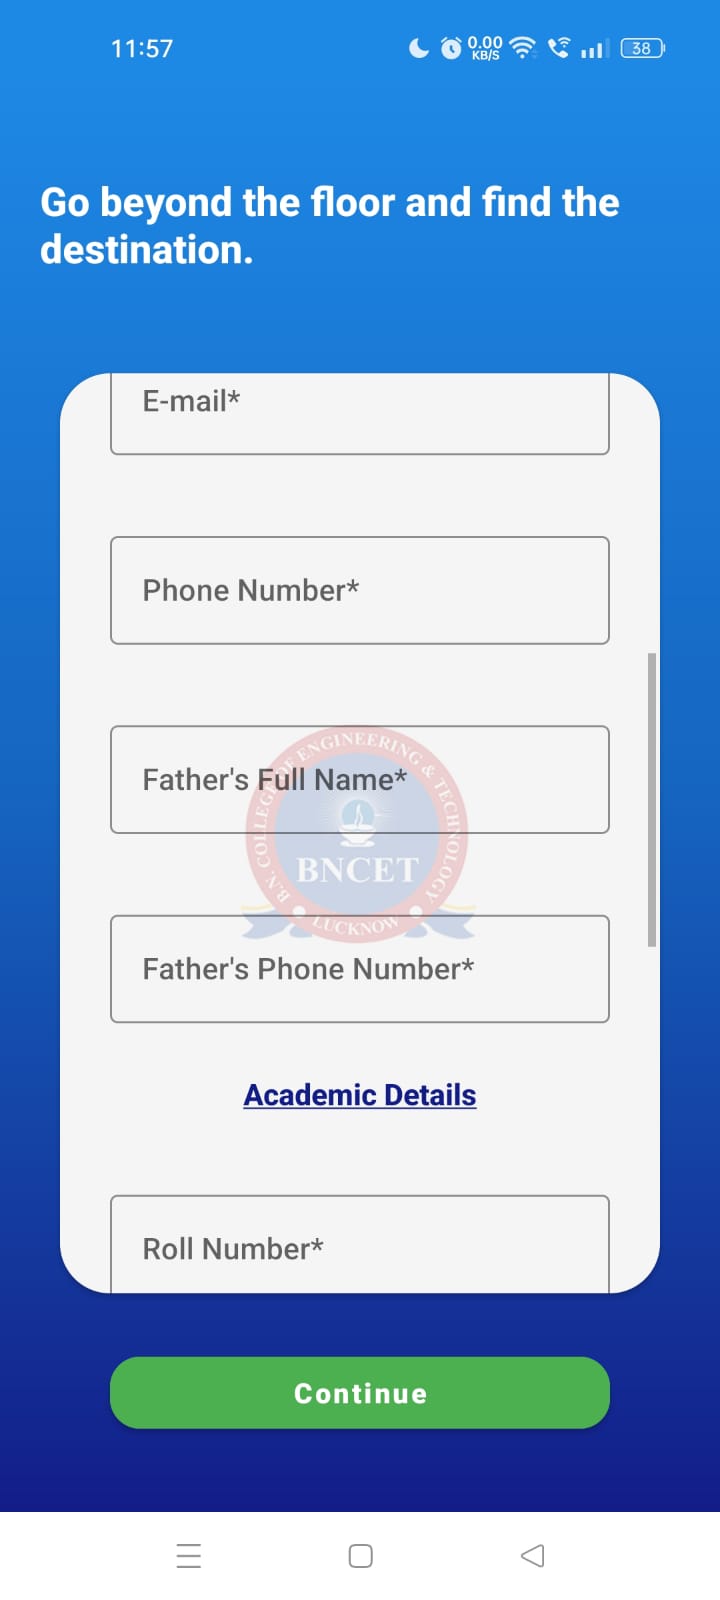 11:57
0.00
KB/S
38
Go beyond the floor and find the
destination.
E-mail*
Phone Number*
Father's Full Name*
B.N. COLLEGE OF ENGINEERING & TECHNOLOGY
BNCET
LUCKNOW
Father's Phone Number*
Academic Details
Roll Number*
Continue